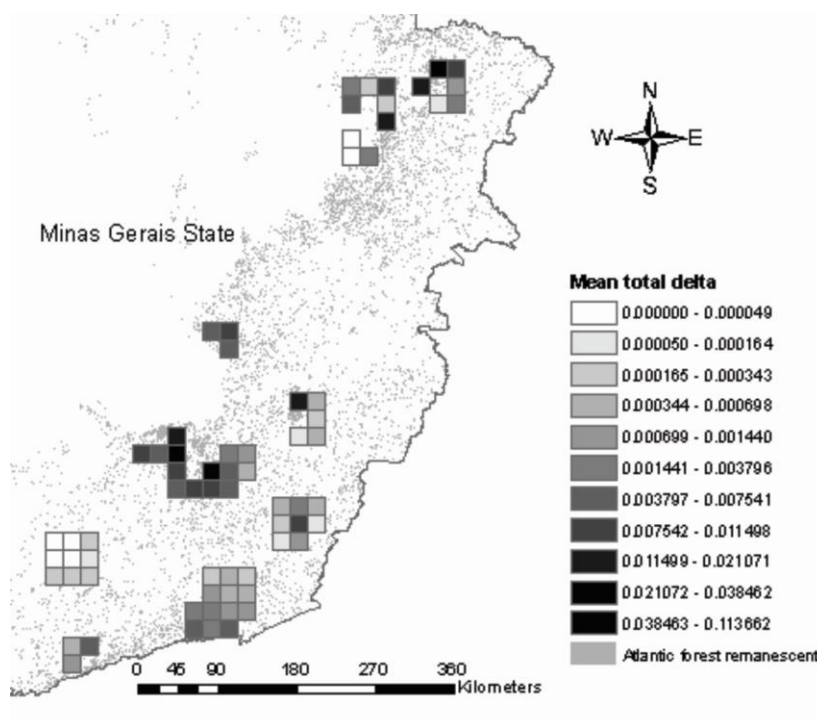 N
W E
S
Minas Gerais State
Mean total delta
0.000000 - 0.000049
0.000050 - 0.000164
0.000165 - 0.000343
0.000344 - 0.000698
0.000699 - 0.001440
0.001441 - 0.003796
0.003797 - 0.007541
0.007542 - 0.011498
0.011499 - 0.021071
0.021072 - 0.038462
0.038463 - 0.113662
Atlantic forest remanescent
0 45 90 180 270 360
Kilometers